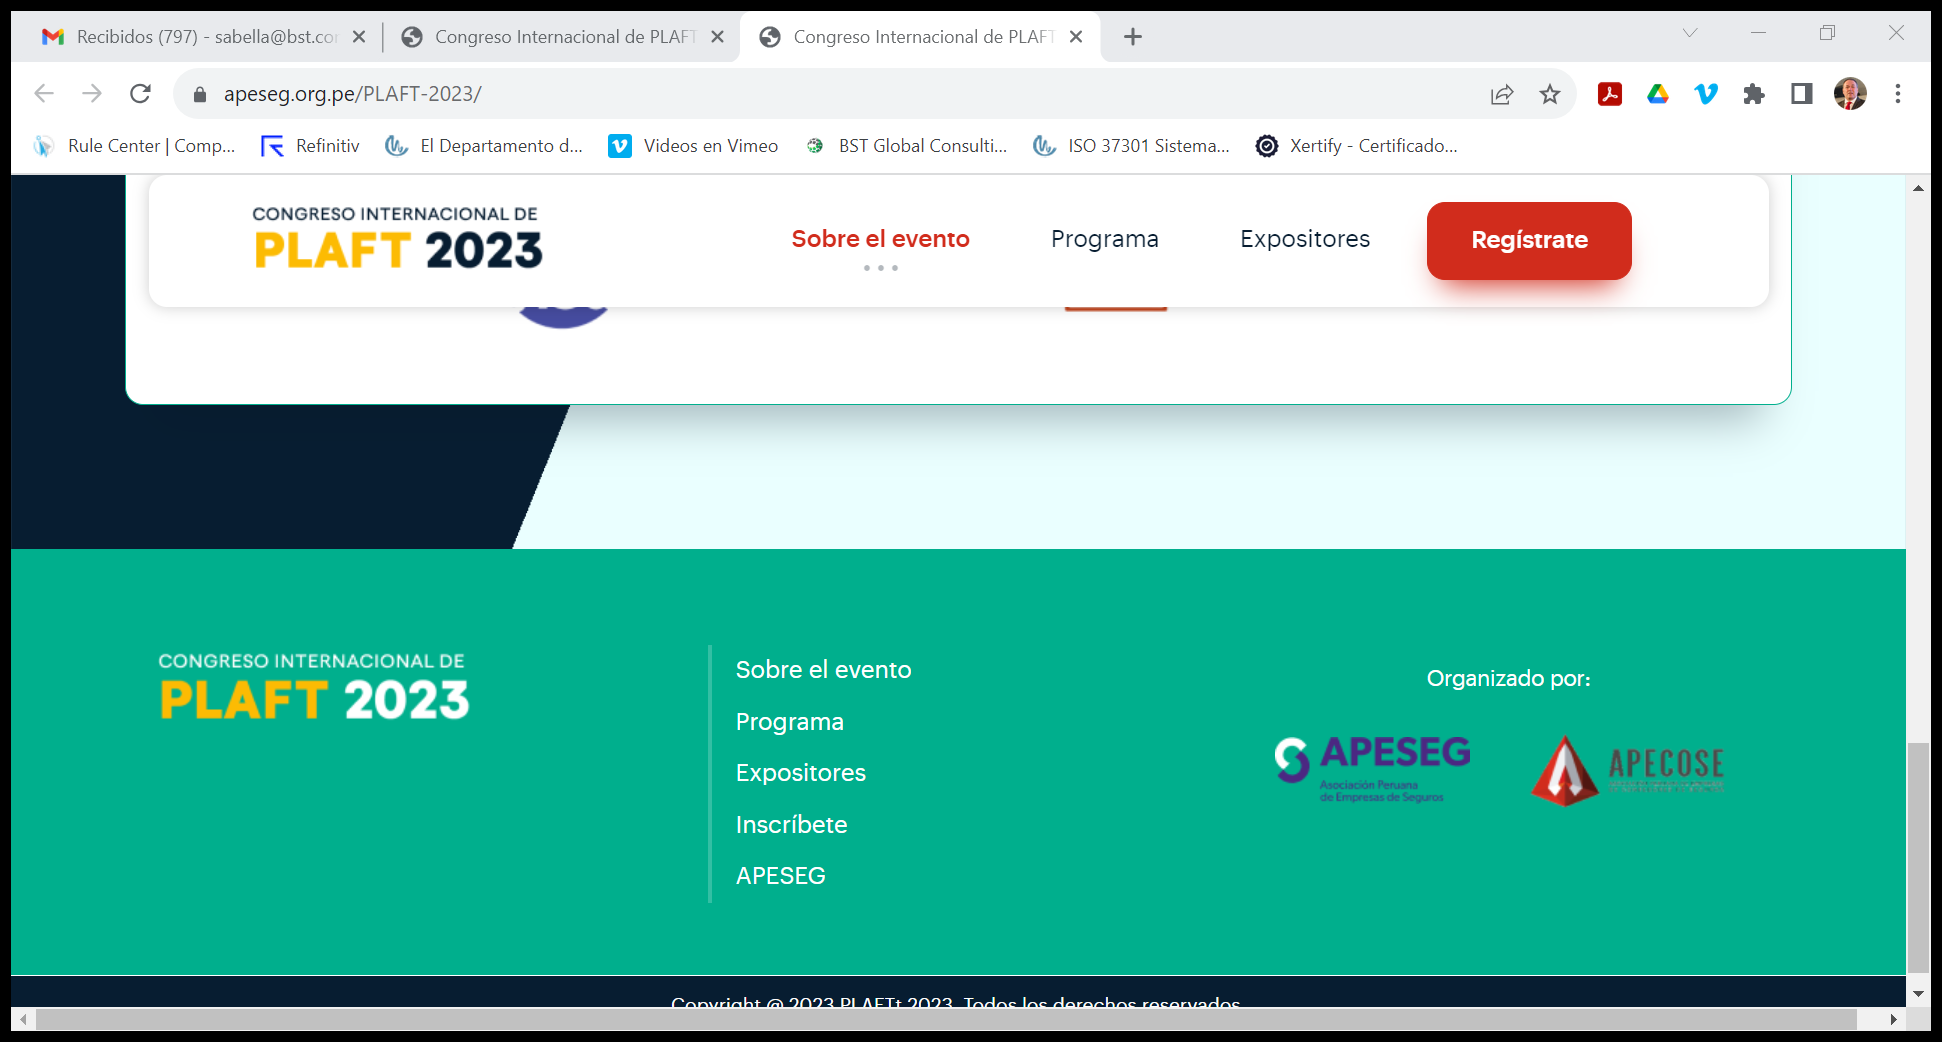 Recibidos (797) - sabella@bst.co
Congreso Internacional de PLAFT
Congreso Internacional de PLAFT
apeseg.org.pe/PLAFT-2023/
Rule Center | Comp...
Refinitiv
El Departamento d...
Videos en Vimeo
BST Global Consulti...
ISO 37301 Sistema...
Xertify - Certificado...
CONGRESO INTERNACIONAL DE
PLAFT 2023
Sobre el evento
Programa
Expositores
Regístrate
CONGRESO INTERNACIONAL DE
PLAFT 2023
Sobre el evento
Programa
Expositores
Inscríbete
APESEG
Organizado por:
APESEG
Asociación Peruana
de Empresas de Seguros
APECOSE
Copyright @ 2023 PLAFTt 2023. Todos los derechos reservados